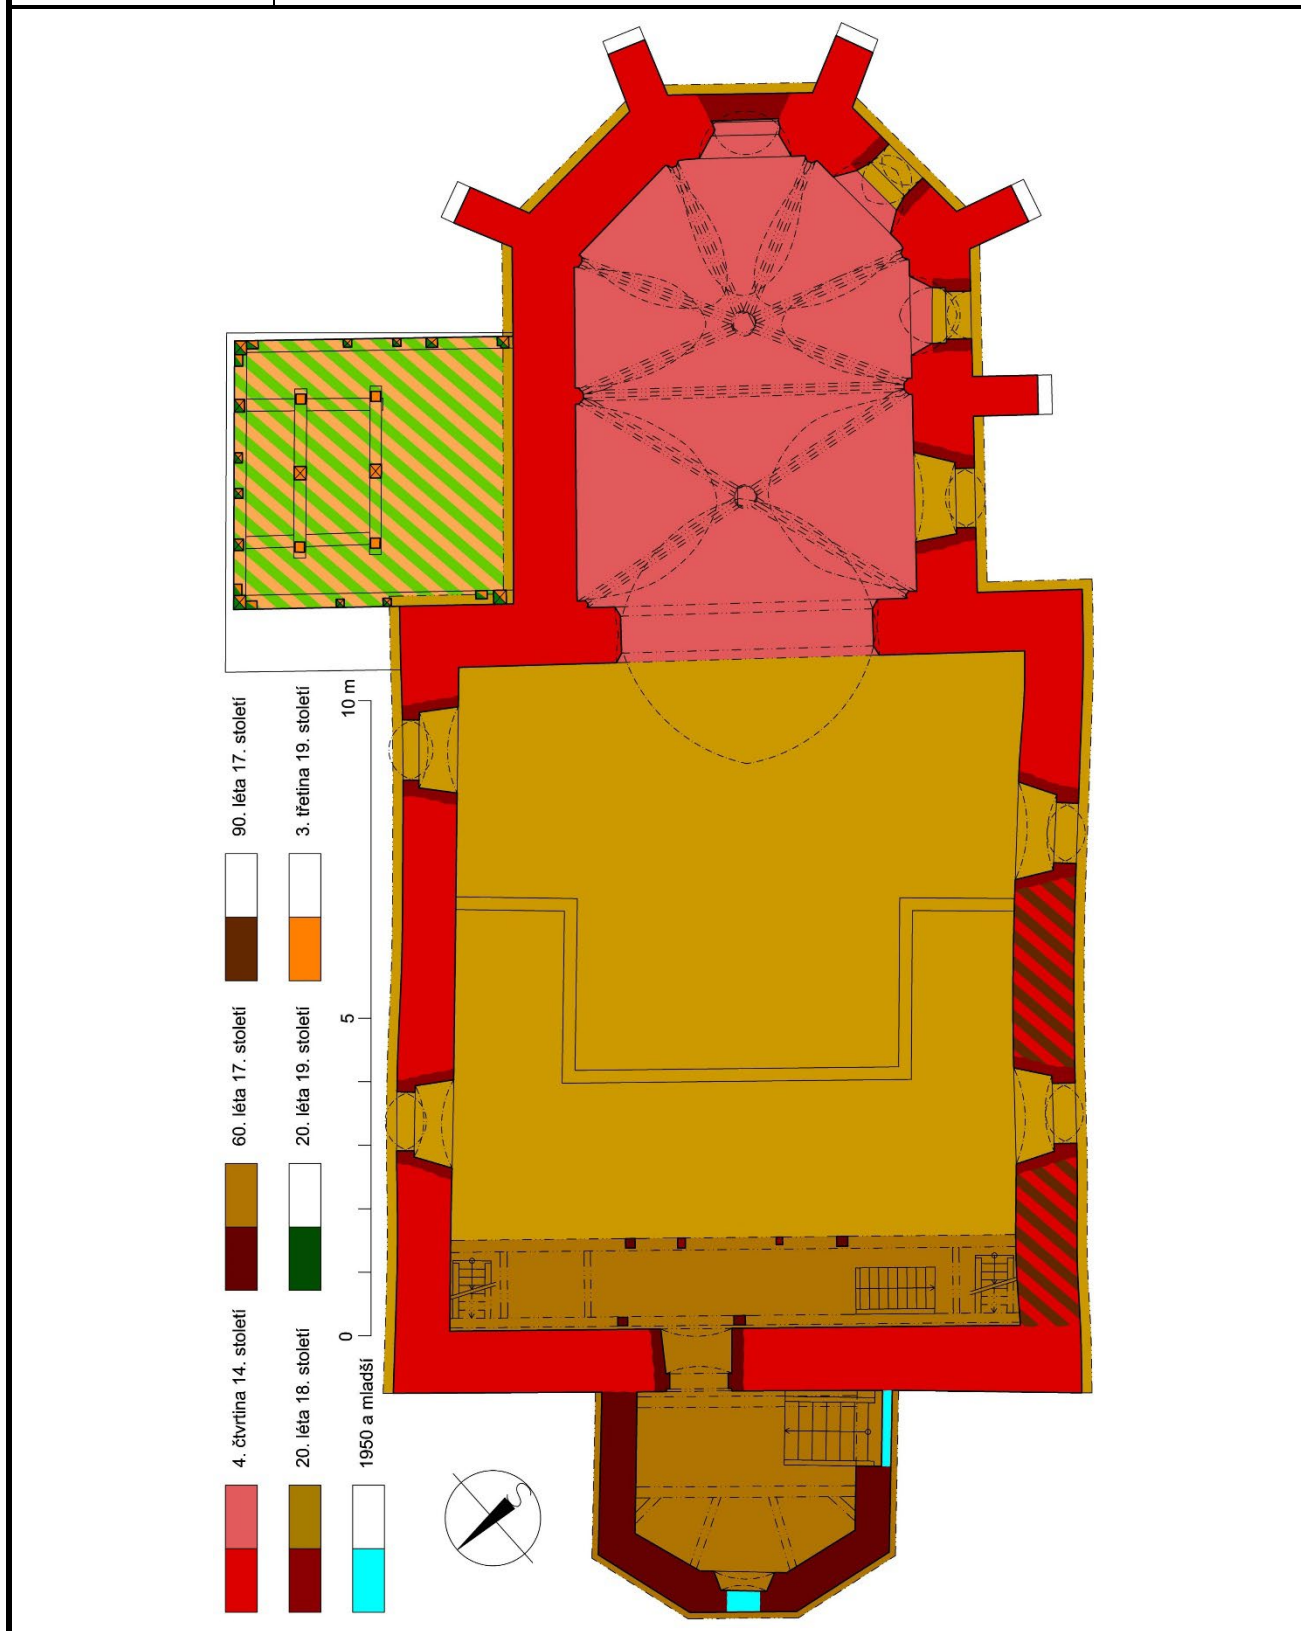 4. čtvrtina 14. století
60. léta 17. století
90. léta 17. století
20. léta 18. století
20. léta 19. století
3. třetina 19. století
1950 a mladší
0
5
10 m
S